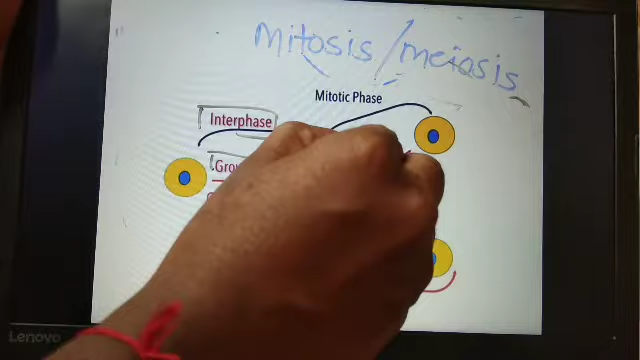 mitosis/meiosis
Mitotic Phase
Interphase
Lenovo